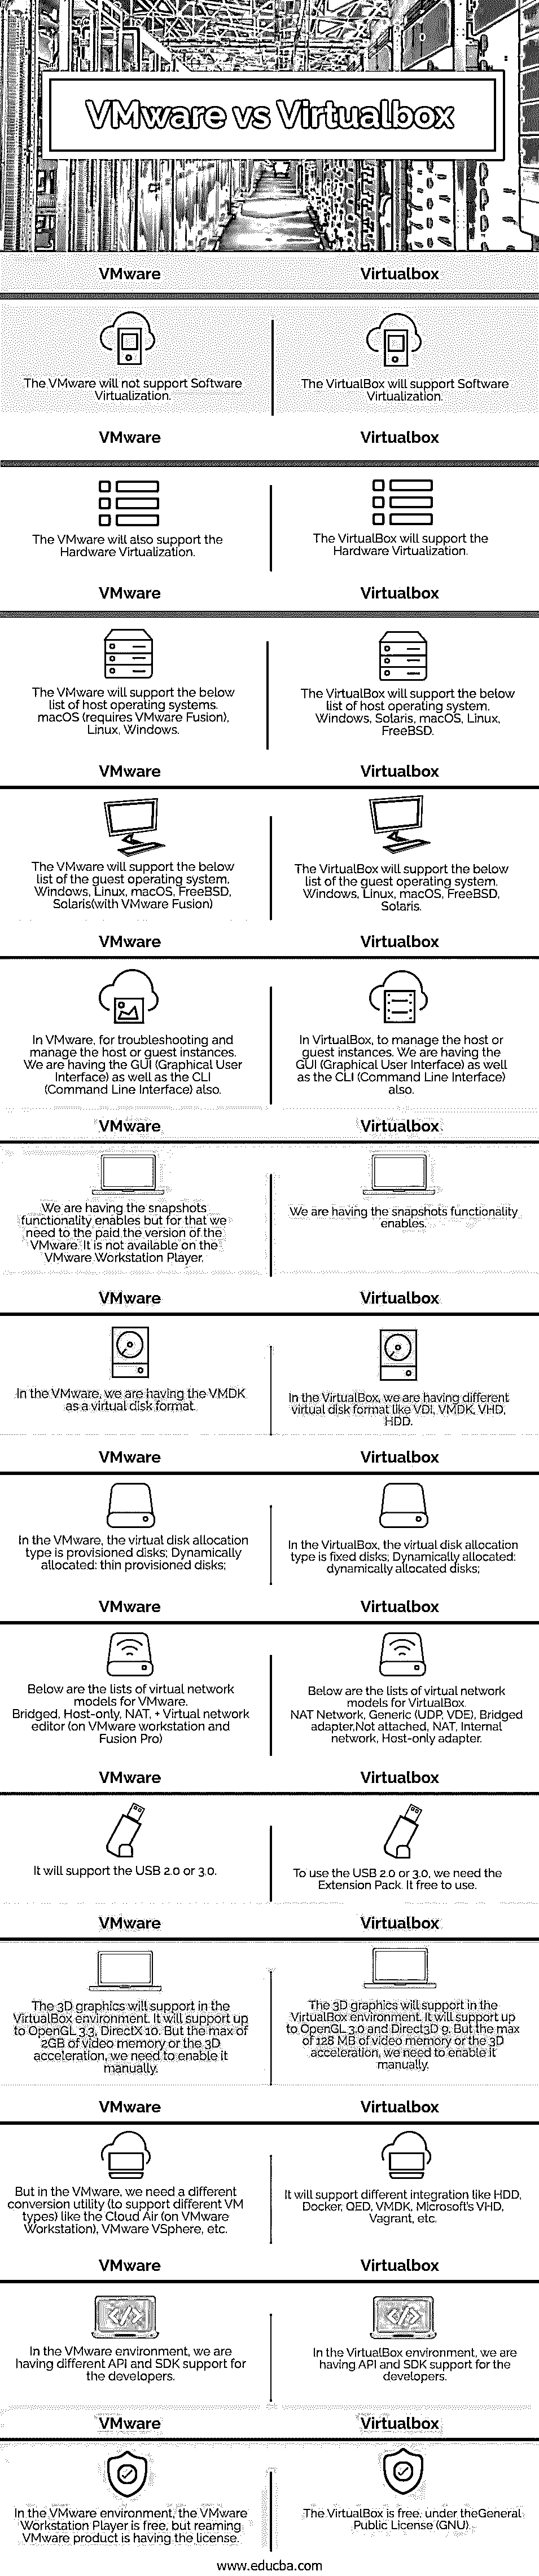 VMware vs Virtualbox
VMware
Virtualbox
The VMware will not support Software
Virtualization.
The VirtualBox will support Software
Virtualization.
VMware
Virtualbox
The VMware will also support the
Hardware Virtualization.
The VirtualBox will support the
Hardware Virtualization.
VMware
Virtualbox
The VMware will support the below
list of host operating systems.
macOS (requires VMware Fusion),
Linux, Windows.
The VirtualBox will support the below
list of host operating system.
Windows, Solaris, macOS, Linux,
FreeBSD.
VMware
Virtualbox
The VMware will support the below
list of the guest operating system.
Windows, Linux, macOS, FreeBSD,
Solaris(with VMware Fusion)
The VirtualBox will support the below
list of the guest operating system.
Windows, Linux, macOS, FreeBSD,
Solaris.
VMware
Virtualbox
In VMware, for troubleshooting and
manage the host or guest instances.
We are having the GUI (Graphical User
Interface) as well as the CLI
(Command Line Interface) also.
In VirtualBox, to manage the host or
guest instances. We are having the
GUI (Graphical User Interface) as well
as the CLI (Command Line Interface)
also.
VMware
Virtualbox
We are having the snapshots
functionality enables but for that we
need to the paid the version of the
VMware. It is not available on the
VMware Workstation Player.
We are having the snapshots functionality
enables.
VMware
Virtualbox
In the VMware, we are having the VMDK
as a virtual disk format.
In the VirtualBox, we are having different
virtual disk format like VDI, VMDK, VHD,
HDD.
VMware
Virtualbox
In the VMware, the virtual disk allocation
type is provisioned disks; Dynamically
allocated: thin provisioned disks;
In the VirtualBox, the virtual disk allocation
type is fixed disks; Dynamically allocated:
dynamically allocated disks;
VMware
Virtualbox
Below are the lists of virtual network
models for VMware.
Bridged, Host-only, NAT, + Virtual network
editor (on VMware workstation and
Fusion Pro)
Below are the lists of virtual network
models for VirtualBox.
NAT Network, Generic (UDP, VDE), Bridged
adapter,Not attached, NAT, Internal
network, Host-only adapter.
VMware
Virtualbox
It will support the USB 2.0 or 3.0.
To use the USB 2.0 or 3.0, we need the
Extension Pack. It free to use.
VMware
Virtualbox
The 3D graphics will support in the
VirtualBox environment. It will support up
to OpenGL 3.3, DirectX 10. But the max of
2GB of video memory or the 3D
acceleration, we need to enable it
manually.
The 3D graphics will support in the
VirtualBox environment. It will support up
to OpenGL 3.0 and Direct3D 9. But the max
of 128 MB of video memory or the 3D
acceleration, we need to enable it
manually.
VMware
Virtualbox
But in the VMware, we need a different
conversion utility (to support different VM
types) like the Cloud Air (on VMware
Workstation), VMware VSphere, etc.
It will support different integration like HDD,
Docker, QED, VMDK, Microsoft's VHD,
Vagrant, etc.
VMware
Virtualbox
In the VMware environment, we are
having different API and SDK support for
the developers.
In the VirtualBox environment, we are
having API and SDK support for the
developers.
VMware
Virtualbox
In the VMware environment, the VMware
Workstation Player is free, but reaming
VMware product is having the license.
The VirtualBox is free, under theGeneral
Public License (GNU).
www.educba.com